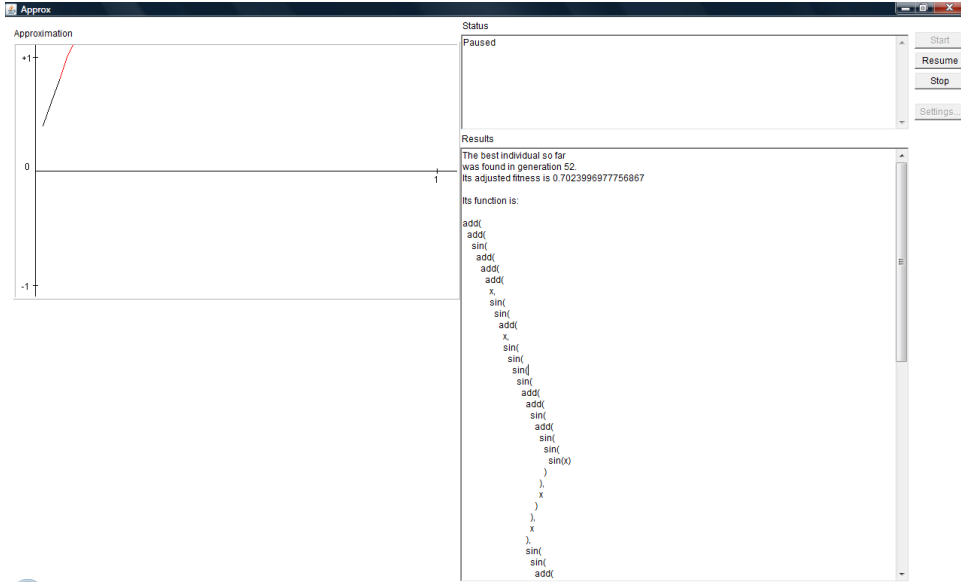 Approx
Approximation
+1
0
1
-1
Status
Paused
Start
Resume
Stop
Settings...
Results
The best individual so far
was found in generation 52.
Its adjusted fitness is 0.7023996977756867
Its function is:
add(
add(
sin(
add(
add(
add(
x,
sin(
sin(
add(
x,
sin(
sin(
sin(
sin(
add(
add(
sin(
add(
sin(
sin(
sin(x)
)
),
x
)
),
x
),
sin(
sin(
add(